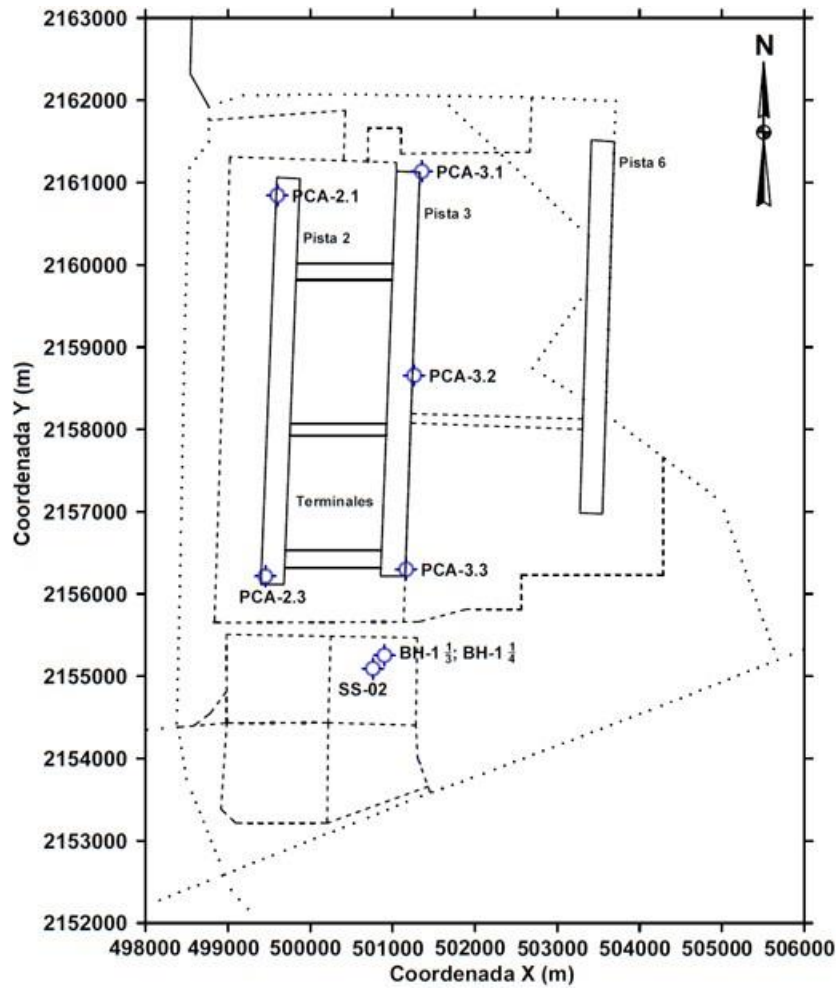 2163000
N
2162000
Pista 6
PCA-3.1
2161000
PCA-2.1
Pista 3
Pista 2
2160000
2159000
PCA-3.2
Coordenada Y (m)
2158000
2157000
Terminales
PCA-3.3
2156000
PCA-2.3
BH-1 1/3; BH-1 1/4
2155000
SS-02
2154000
2153000
2152000
498000 499000 500000 501000 502000 503000 504000 505000 506000
Coordenada X (m)